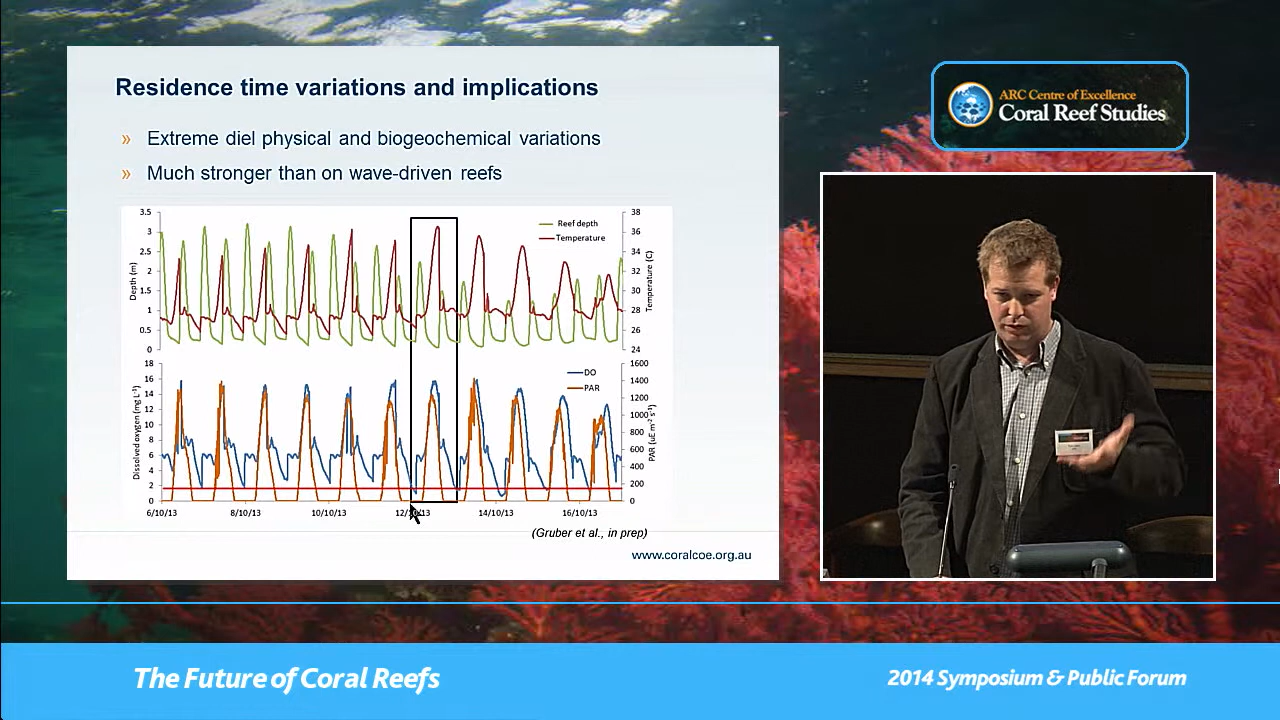 Residence time variations and implications
» Extreme diel physical and biogeochemical variations
» Much stronger than on wave-driven reefs
3.5
3
2.5
2
1.5
1
0.5
0
Depth (m)
38
36
34
32
30
28
26
24
Temperature (C)
Reef depth
Temperature
18
16
14
12
10
8
6
4
2
0
Dissolved oxygen (mg L-1)
1600
1400
1200
1000
800
600
400
200
0
PAR (uE m-2 s-1)
DO
PAR
6/10/13 8/10/13 10/10/13 14/10/13 16/10/13
(Gruber et al., in prep)
www.coralcoe.org.au
ARC Centre of Excellence
Coral Reef Studies
The Future of Coral Reefs
2014 Symposium & Public Forum